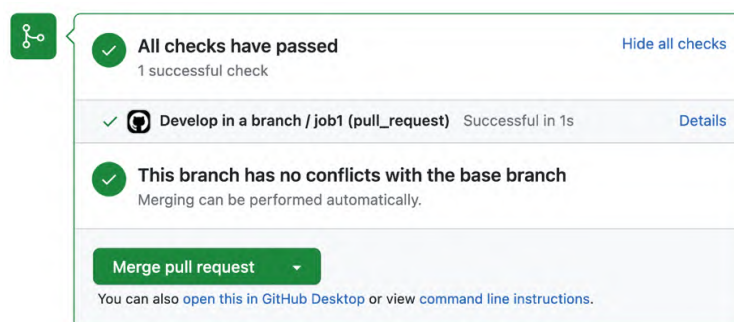 All checks have passed
Hide all checks
1 successful check
Develop in a branch / job1 (pull_request) Successful in 1s
Details
This branch has no conflicts with the base branch
Merging can be performed automatically.
Merge pull request
You can also open this in GitHub Desktop or view command line instructions.